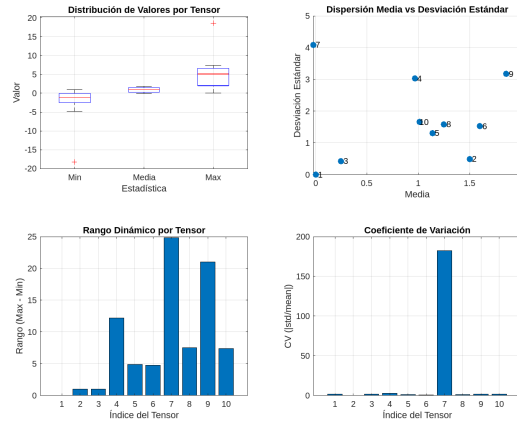 Distribución de Valores por Tensor
20
15
10
5
0
-5
-10
-15
-20
Valor
Min
Media
Max
Estadística
Dispersión Media vs Desviación Estándar
5
4
3
2
1
0
Desviación Estándar
7
4
9
10
8
6
5
2
3
1
0
0.5
1
1.5
Media
Rango Dinámico por Tensor
25
20
15
10
5
0
Rango (Max - Min)
1 2 3 4 5 6 7 8 9 10
Índice del Tensor
Coeficiente de Variación
200
150
100
50
0
CV (|std/mean|)
1 2 3 4 5 6 7 8 9 10
Índice del Tensor